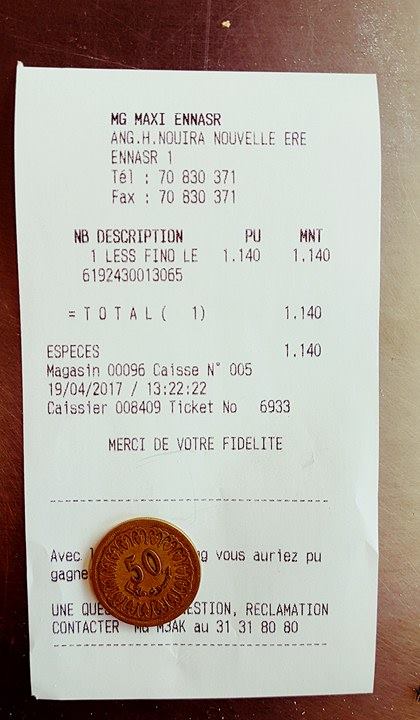 MG MAXI ENNASR
ANG.H.NOUIRA NOUVELLE ERE
ENNASR 1
Tél : 70 830 371
Fax : 70 830 371
NB DESCRIPTION PU MNT
1 LESS FINO LE 1.140 1.140
6192430013065
=TOTAL( 1) 1.140
ESPECES 1.140
Magasin 00096 Caisse N° 005
19/04/2017 / 13:22:22
Caissier 008409 Ticket No 6933
MERCI DE VOTRE FIDELITE
Avec vous auriez pu
gagne
50
UNE QUE ESTION, RECLAMATION
CONTACTER MG M3AK au 31 31 80 80